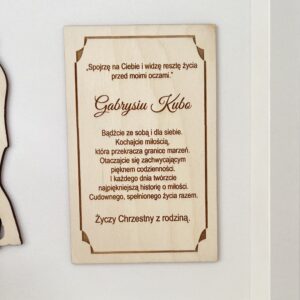 „Spojrzę na Ciebie i widzę resztę życia
przed moimi oczami.”
Gabrysiu Kubo
Bądźcie ze sobą i dla siebie.
Kochajcie miłością,
która przekracza granice marzeń.
Otaczajcie się zachwycającym
pięknem codzienności.
I każdego dnia twórzcie
najpiękniejszą historię o miłości.
Cudownego, spełnionego życia razem.
Życzy Chrzestny z rodziną.